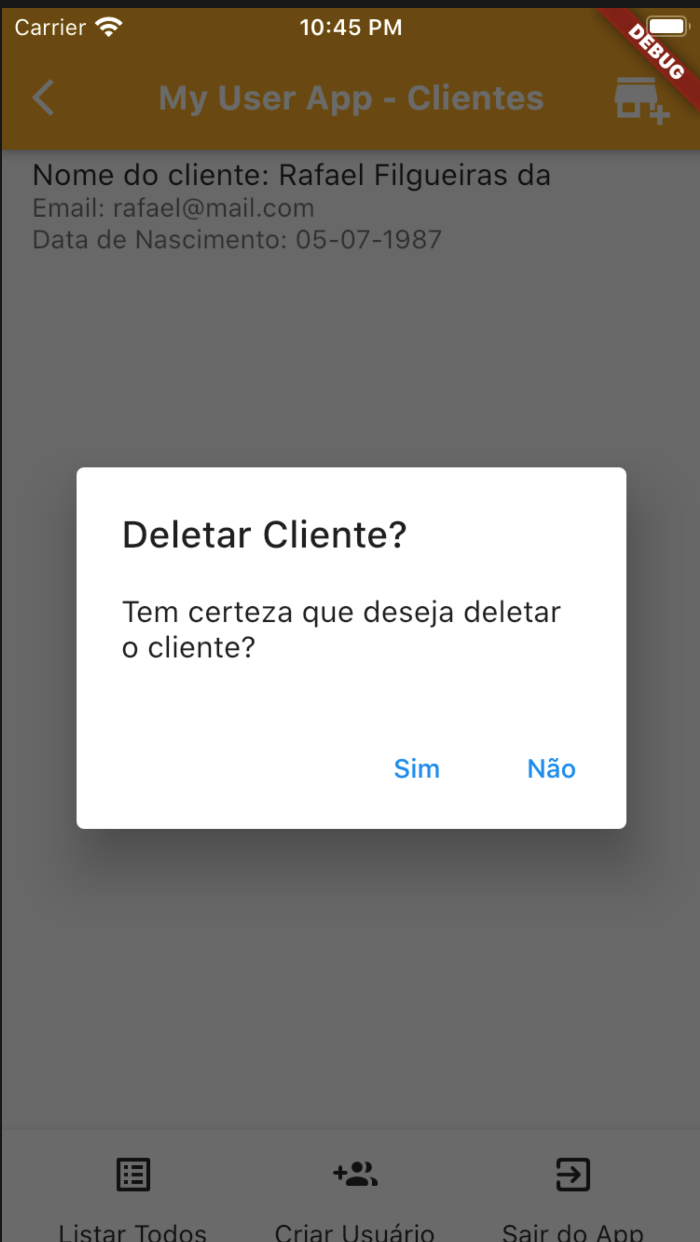 Carrier
10:45 PM
DEBUG
My User App - Clientes
Nome do cliente: Rafael Filgueiras da
Email: rafael@mail.com
Data de Nascimento: 05-07-1987
Deletar Cliente?
Tem certeza que deseja deletar
o cliente?
Sim
Não
Listar Todos
Criar Usuário
Sair do App